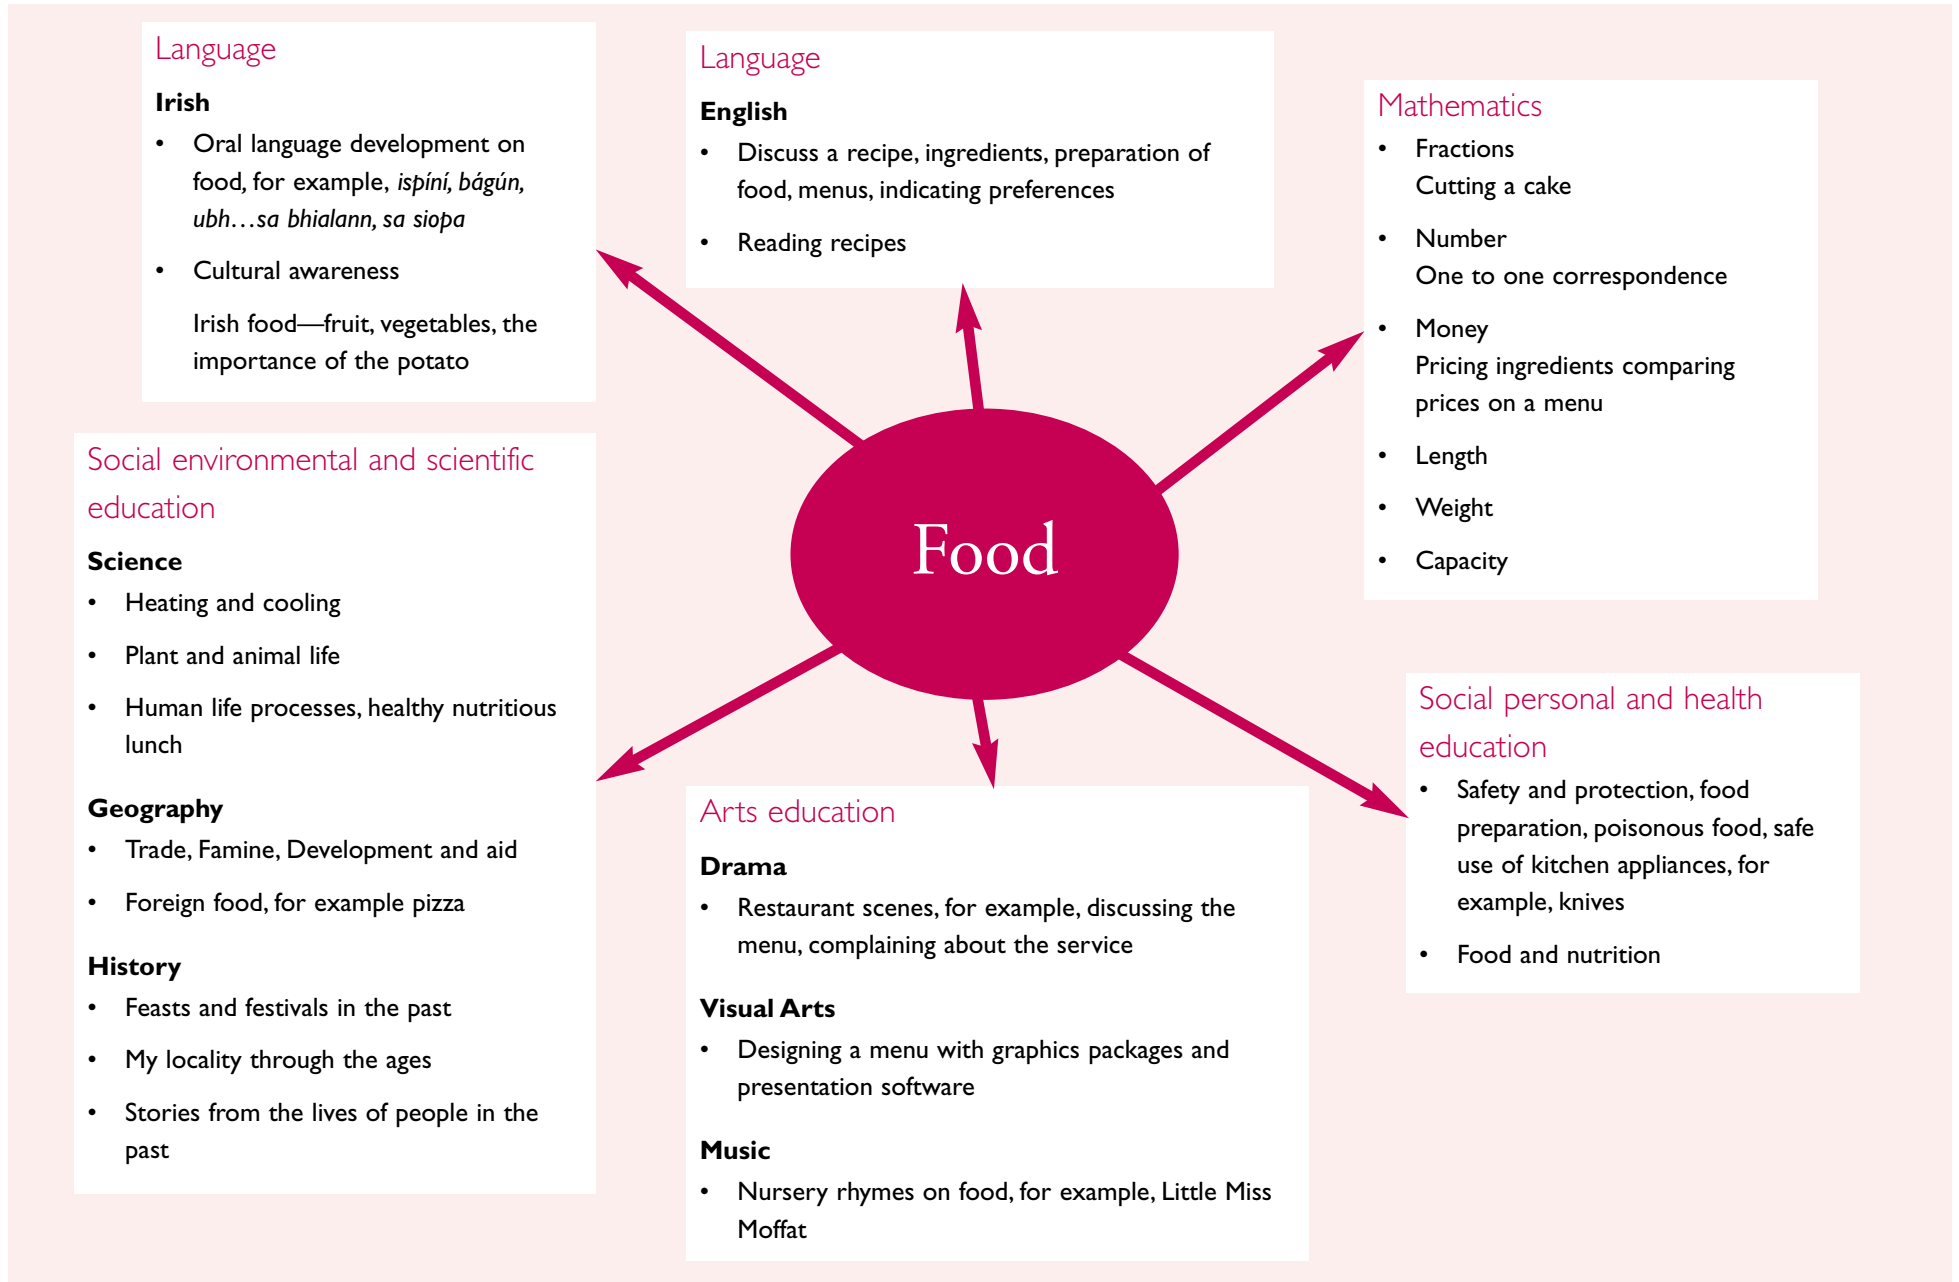 Language
Irish
• Oral language development on
food, for example, ispíní, bágún,
ubh…sa bhialann, sa siopa
• Cultural awareness
Irish food—fruit, vegetables, the
importance of the potato
Language
English
• Discuss a recipe, ingredients, preparation of
food, menus, indicating preferences
• Reading recipes
Mathematics
• Fractions
Cutting a cake
• Number
One to one correspondence
• Money
Pricing ingredients comparing
prices on a menu
• Length
• Weight
• Capacity
Food
Social environmental and scientific
education
Science
• Heating and cooling
• Plant and animal life
• Human life processes, healthy nutritious
lunch
Geography
• Trade, Famine, Development and aid
• Foreign food, for example pizza
History
• Feasts and festivals in the past
• My locality through the ages
• Stories from the lives of people in the
past
Arts education
Drama
• Restaurant scenes, for example, discussing the
menu, complaining about the service
Visual Arts
• Designing a menu with graphics packages and
presentation software
Music
• Nursery rhymes on food, for example, Little Miss
Moffat
Social personal and health
education
• Safety and protection, food
preparation, poisonous food, safe
use of kitchen appliances, for
example, knives
• Food and nutrition